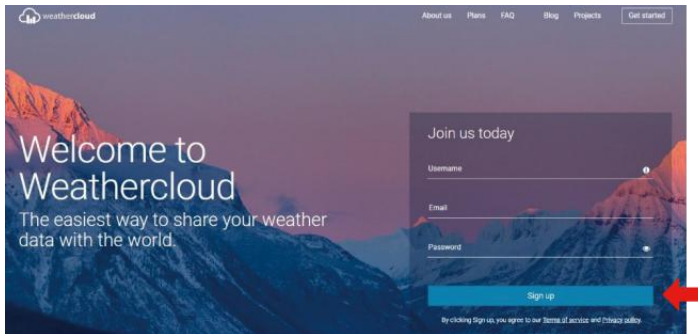 weathercloud
About us Plans FAQ Blog Projects Get started
Welcome to
Weathercloud
The easiest way to share your weather
data with the world.
Join us today
Username
Email
Password
Sign up
By clicking Sign up, you agree to our Terms of service and Privacy policy.